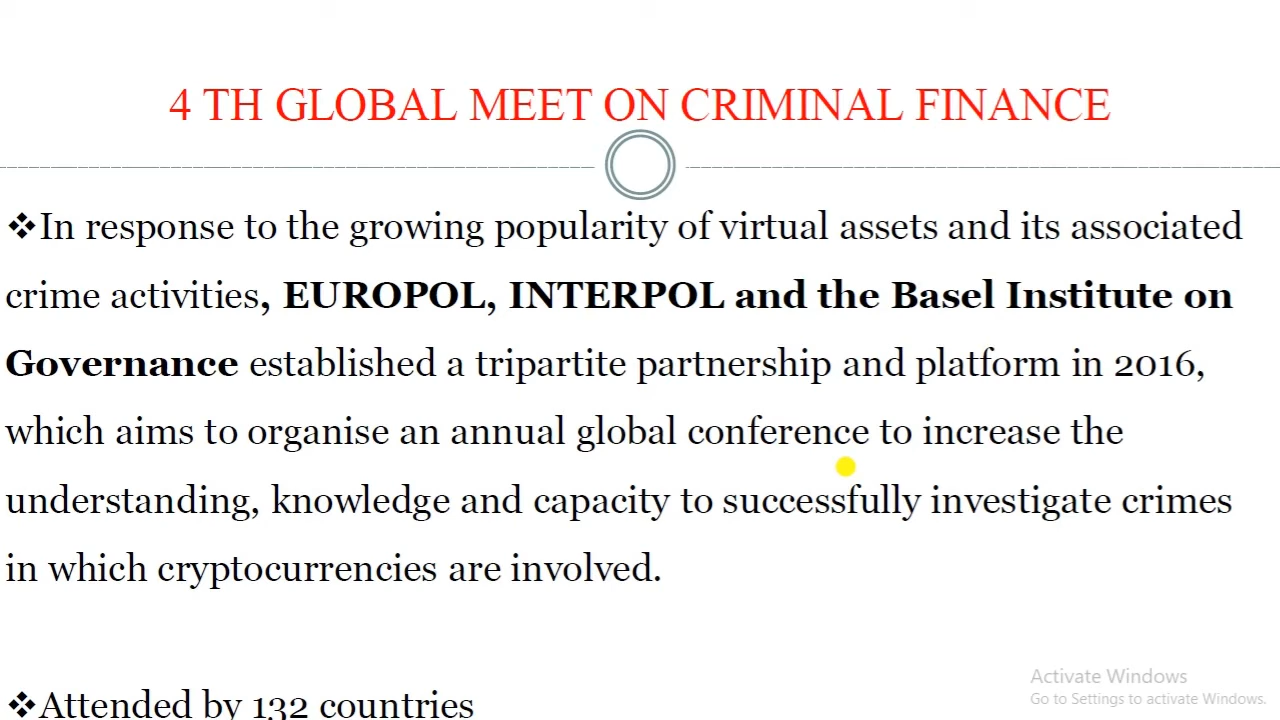 4 TH GLOBAL MEET ON CRIMINAL FINANCE
❖In response to the growing popularity of virtual assets and its associated
crime activities, EUROPOL, INTERPOL and the Basel Institute on
Governance established a tripartite partnership and platform in 2016,
which aims to organise an annual global conference to increase the
understanding, knowledge and capacity to successfully investigate crimes
in which cryptocurrencies are involved.
❖Attended by 132 countries
Activate Windows
Go to Settings to activate Windows.